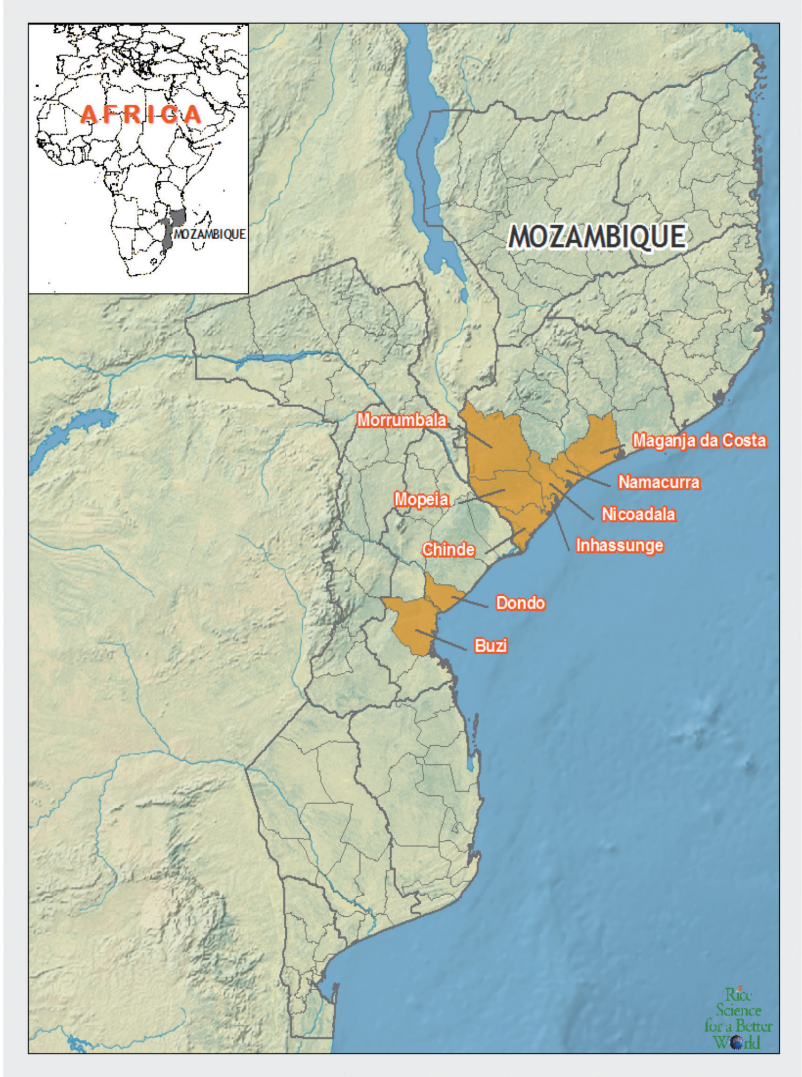 AFRICA
MOZAMBIQUE
MOZAMBIQUE
Morrumbala
Maganja da Costa
Namacurra
Mopeia
Nicoadala
Inhassunge
Chinde
Dondo
Buzi
Rice
Science
for a Better
World